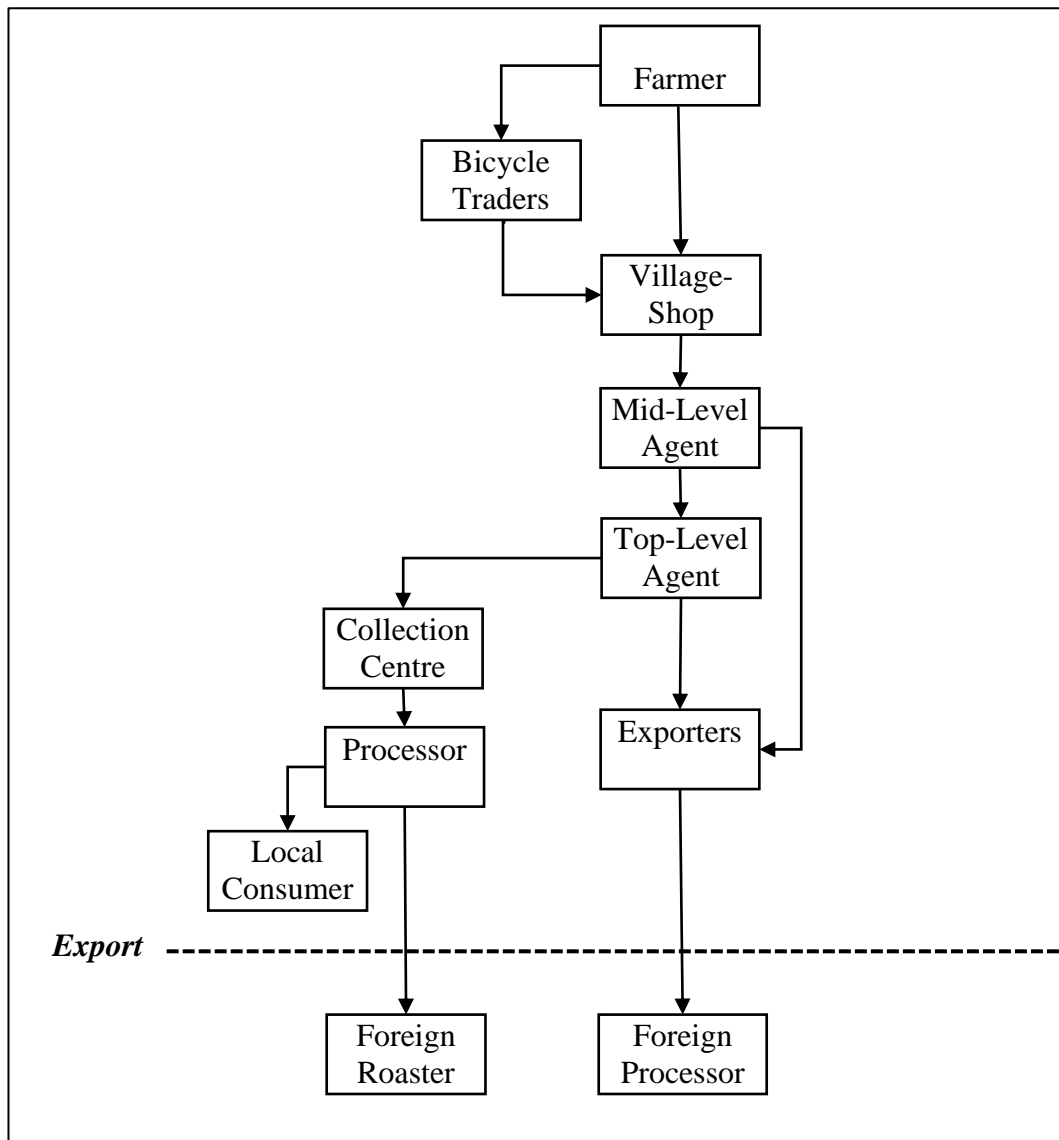 Farmer
Bicycle
Traders
Village-
Shop
Mid-Level
Agent
Top-Level
Agent
Collection
Centre
Processor
Exporters
Local
Consumer
Export
Foreign
Roaster
Foreign
Processor